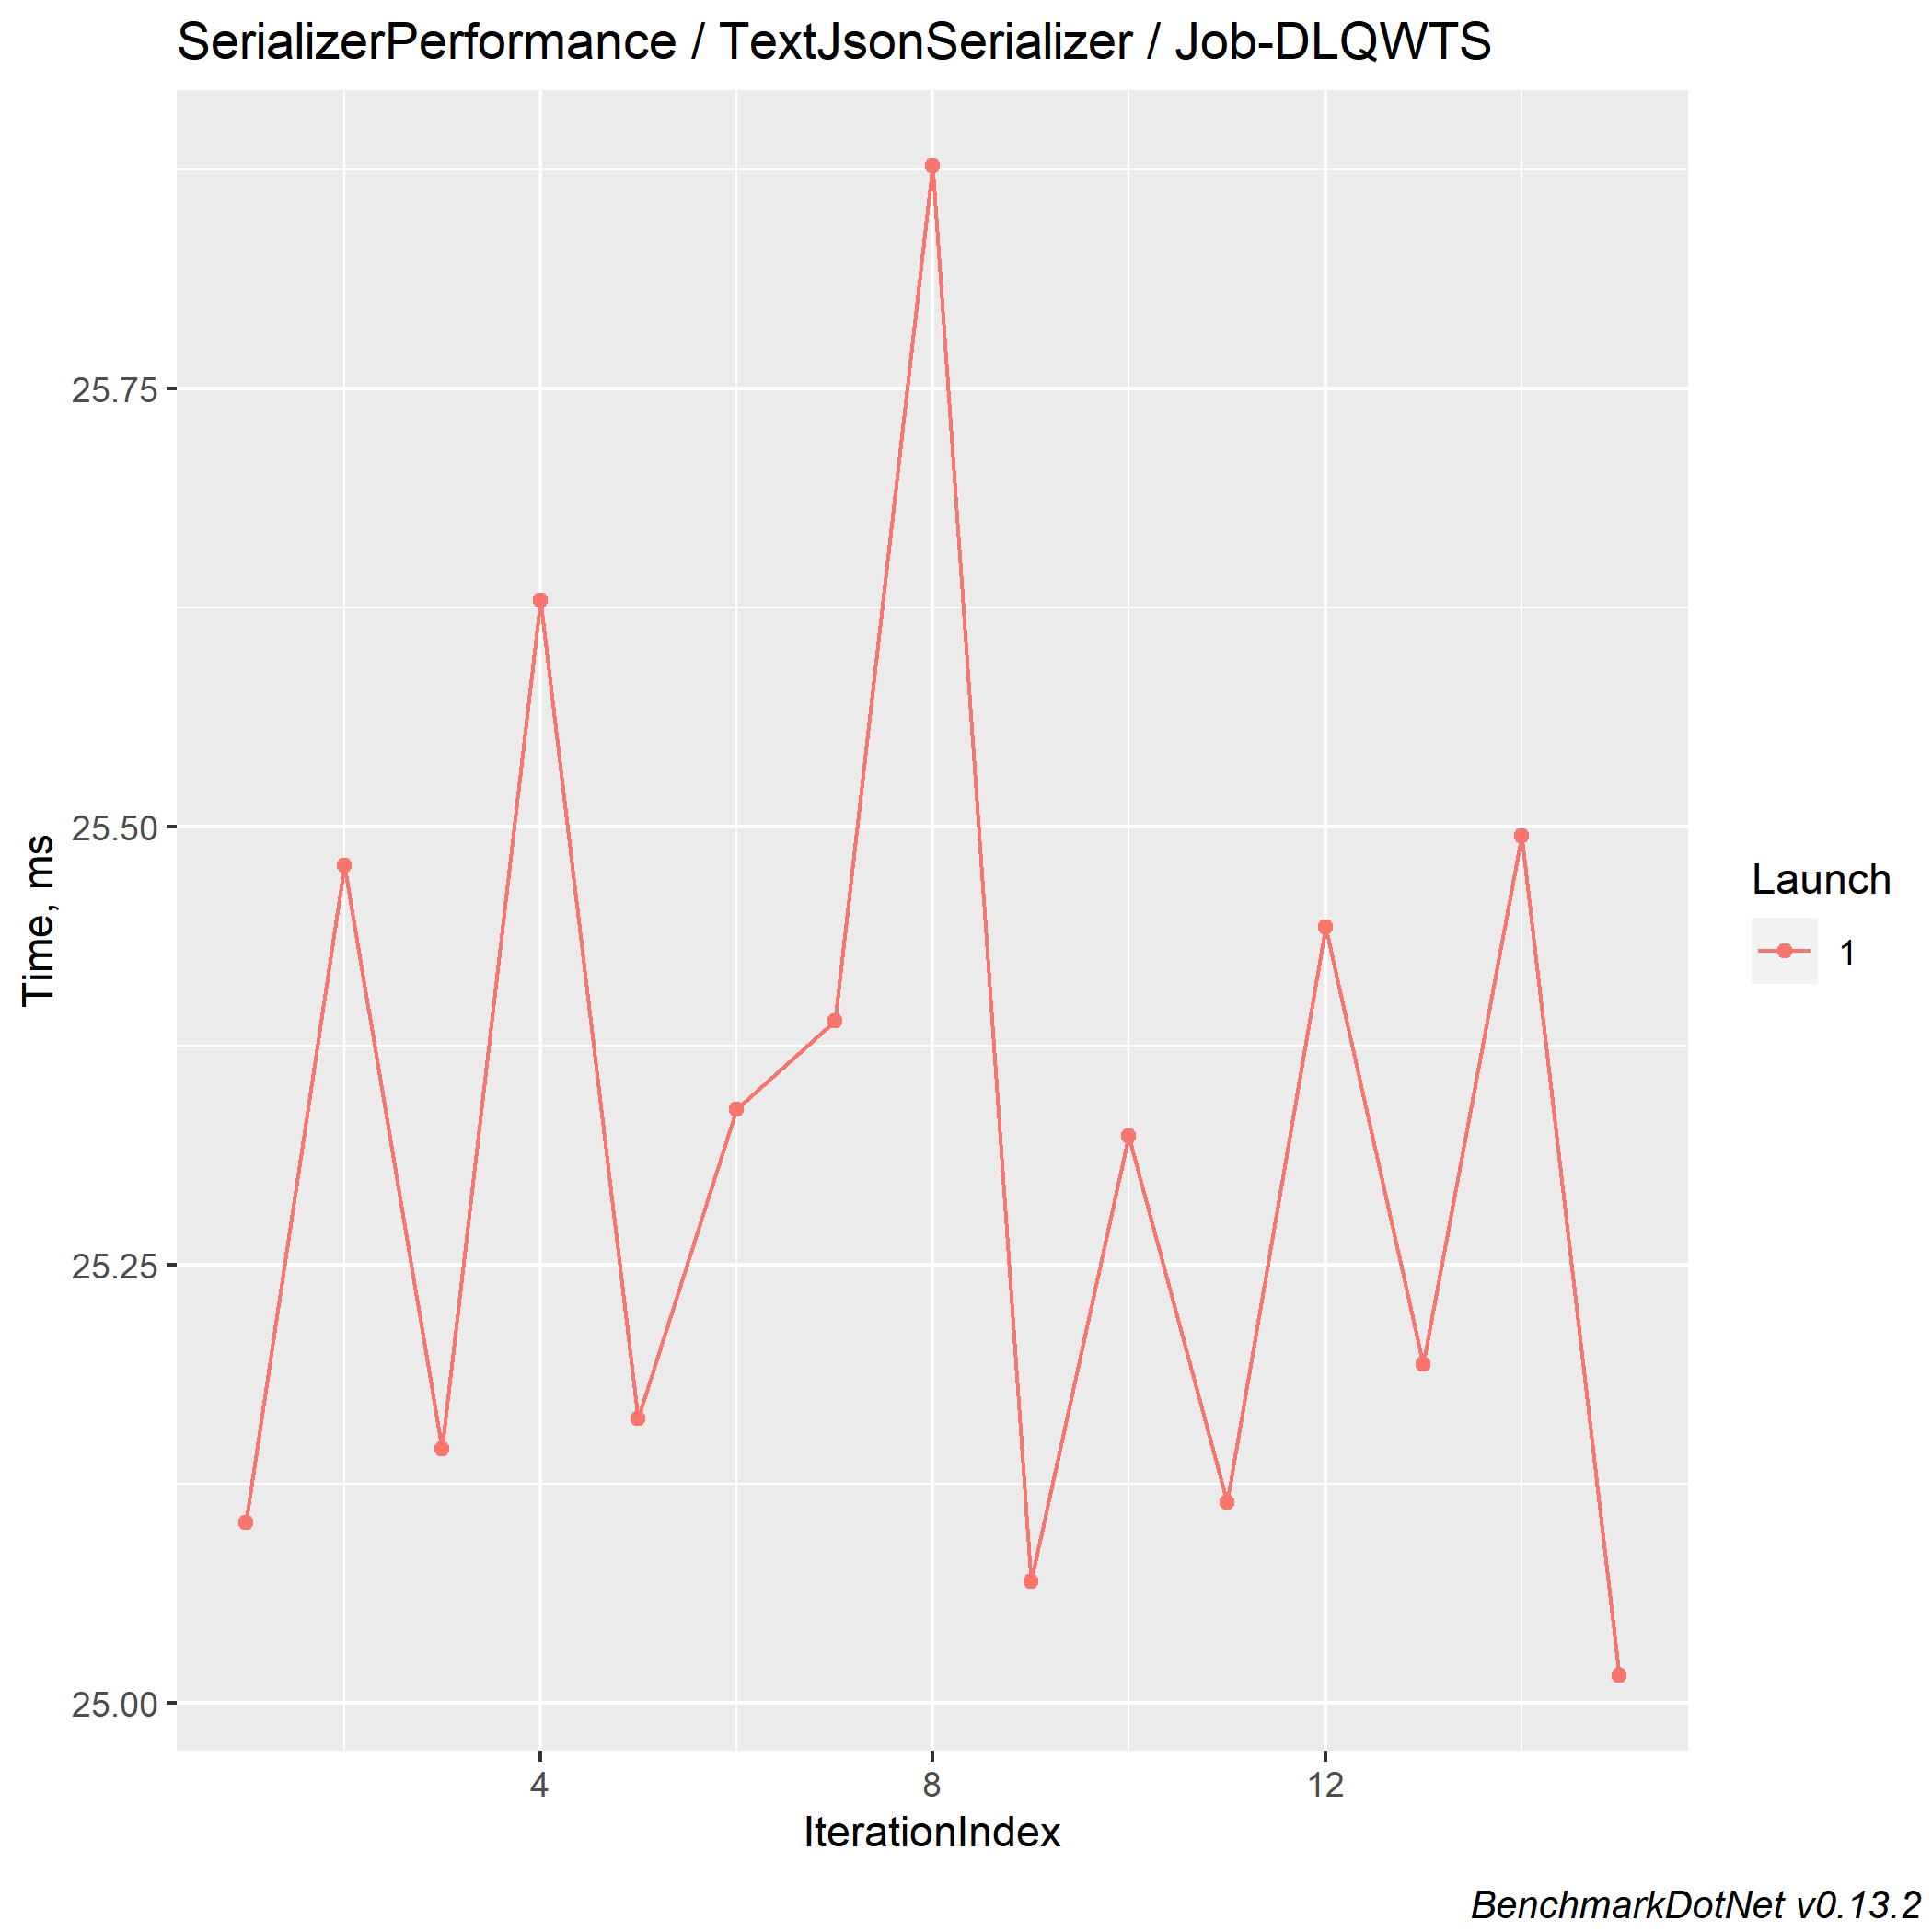 SerializerPerformance / TextJsonSerializer / Job-DLQWTS
25.75
25.50
25.25
25.00
Time, ms
4
8
12
IterationIndex
Launch
1
BenchmarkDotNet v0.13.2